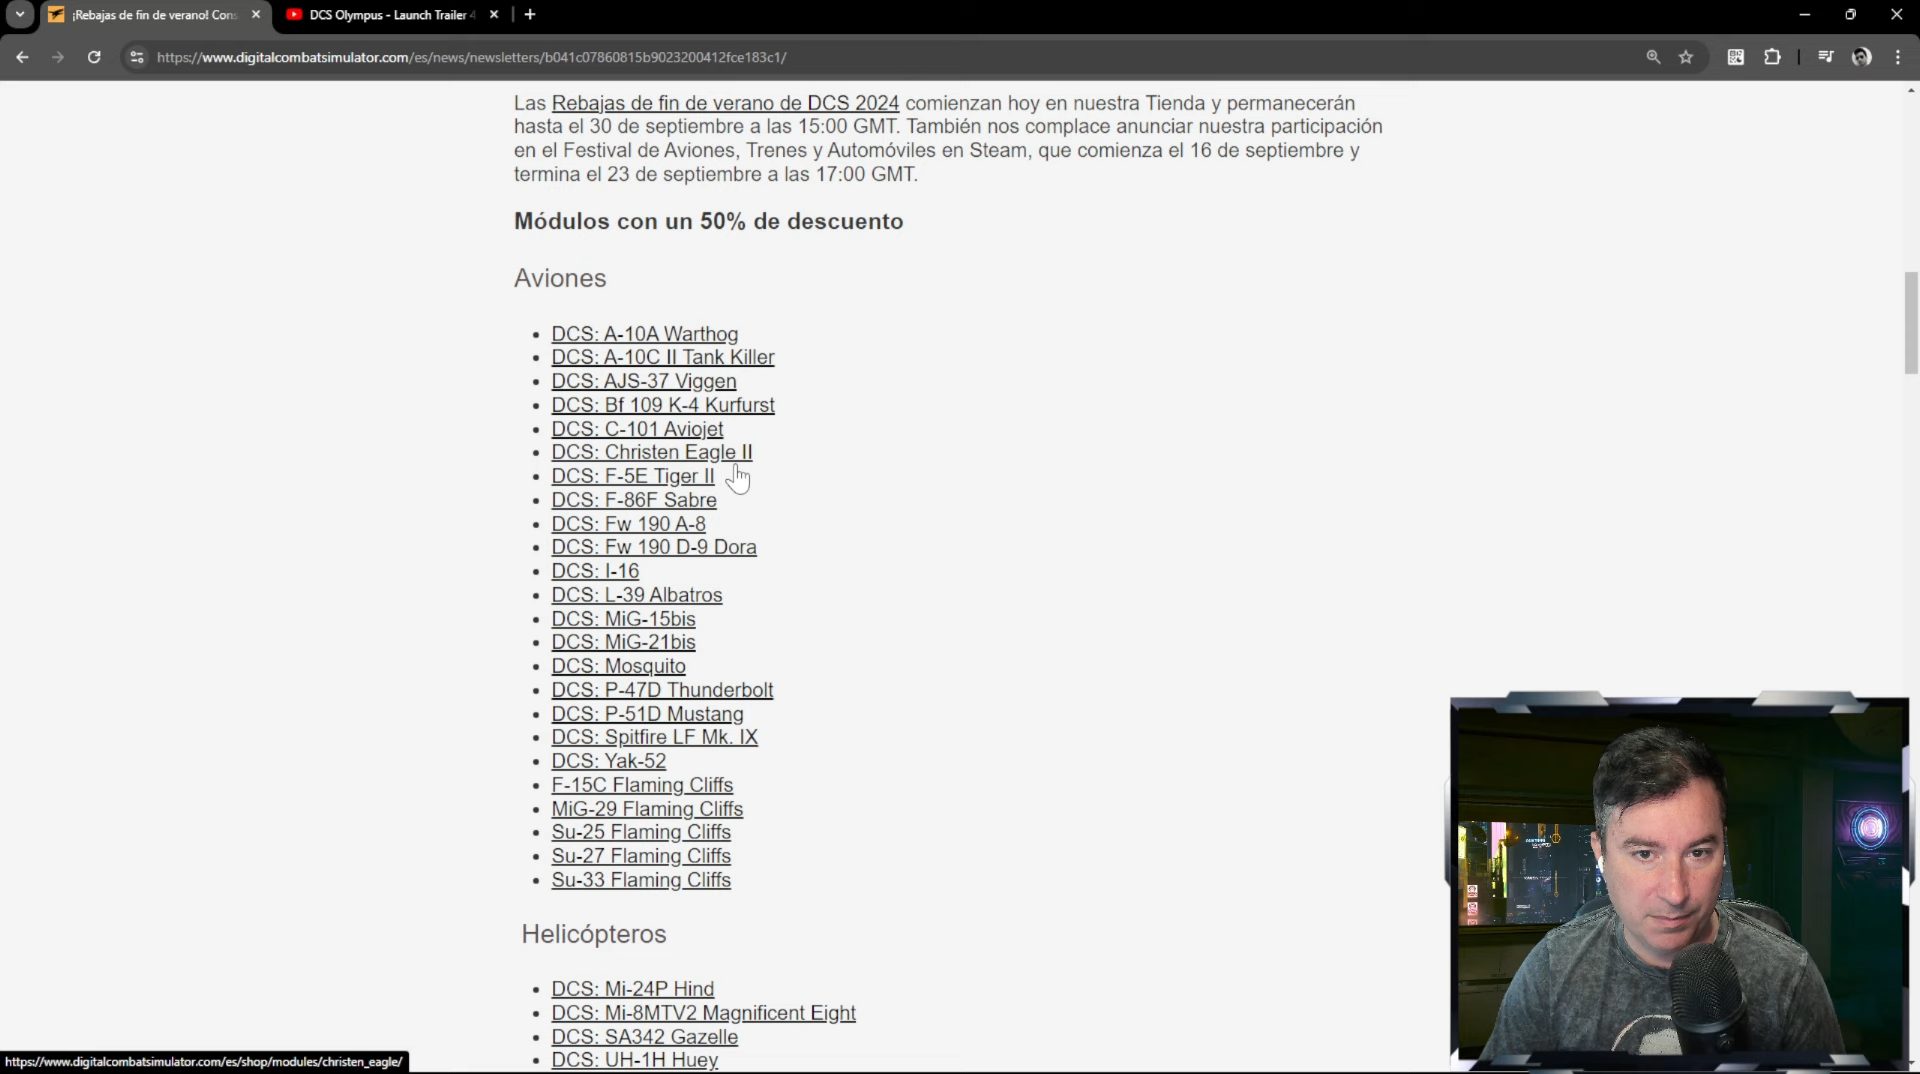 ¡Rebajas de fin de verano! Cons
DCS Olympus - Launch Trailer 4
https://www.digitalcombatsimulator.com/es/news/newsletters/b041c07860815b9023200412fce183c1/
Las Rebajas de fin de verano de DCS 2024 comienzan hoy en nuestra Tienda y permanecerán
hasta el 30 de septiembre a las 15:00 GMT. También nos complace anunciar nuestra participación
en el Festival de Aviones, Trenes y Automóviles en Steam, que comienza el 16 de septiembre y
termina el 23 de septiembre a las 17:00 GMT.
Módulos con un 50% de descuento
Aviones
DCS: A-10A Warthog
DCS: A-10C II Tank Killer
DCS: AJS-37 Viggen
DCS: Bf 109 K-4 Kurfurst
DCS: C-101 Aviojet
DCS: Christen Eagle II
DCS: F-5E Tiger II
DCS: F-86F Sabre
DCS: Fw 190 A-8
DCS: Fw 190 D-9 Dora
DCS: I-16
DCS: L-39 Albatros
DCS: MiG-15bis
DCS: MiG-21bis
DCS: Mosquito
DCS: P-47D Thunderbolt
DCS: P-51D Mustang
DCS: Spitfire LF Mk. IX
DCS: Yak-52
F-15C Flaming Cliffs
MiG-29 Flaming Cliffs
Su-25 Flaming Cliffs
Su-27 Flaming Cliffs
Su-33 Flaming Cliffs
Helicópteros
DCS: Mi-24P Hind
DCS: Mi-8MTV2 Magnificent Eight
DCS: SA342 Gazelle
DCS: UH-1H Huey
https://www.digitalcombatsimulator.com/es/shop/modules/christen_eagle/